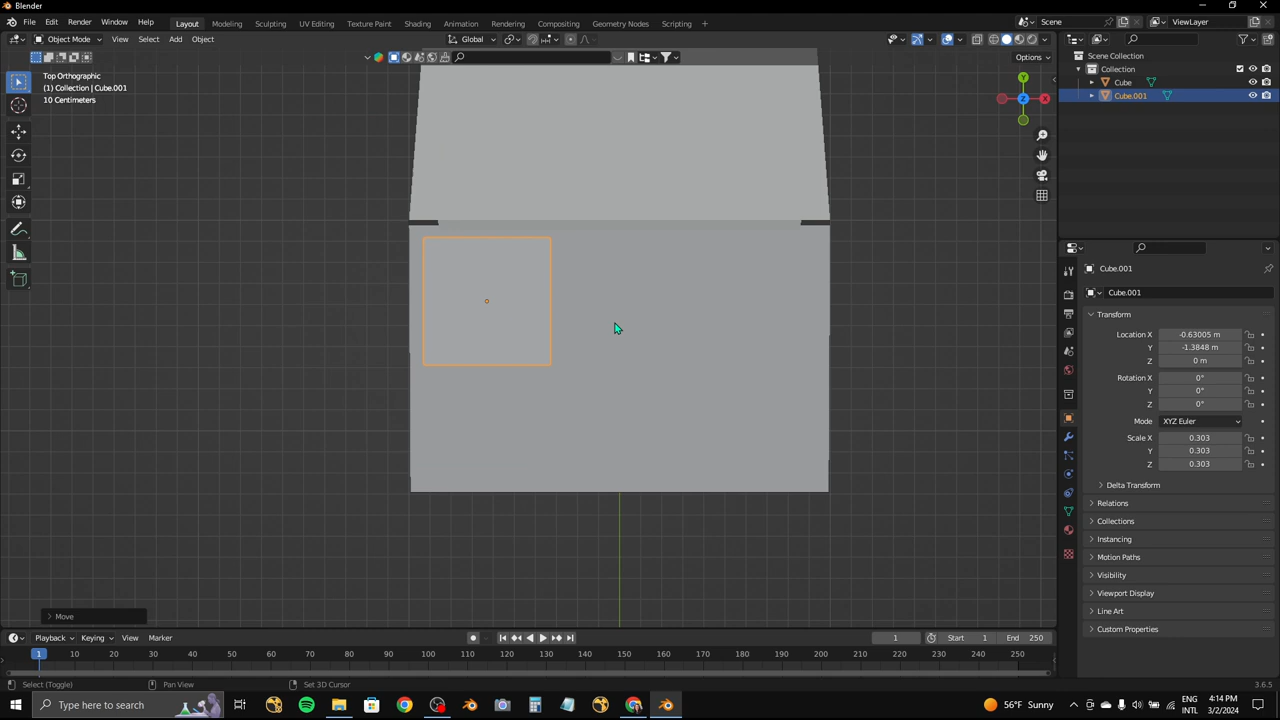 Blender
File Edit Render Window Help Layout Modeling Sculpting UV Editing Texture Paint Shading Animation Rendering Compositing Geometry Nodes Scripting + Scene ViewLayer
Object Mode View Select Add Object Global
Options
Top Orthographic
(1) Collection | Cube.001
10 Centimeters
Y
Z
X
Move
Scene Collection
Collection
Cube
Cube.001
Cube.001
Cube.001
Transform
Location X -0.63005 m
Y -1.3848 m
Z 0 m
Rotation X 0°
Y 0°
Z 0°
Mode XYZ Euler
Scale X 0.303
Y 0.303
Z 0.303
Delta Transform
Relations
Collections
Instancing
Motion Paths
Visibility
Viewport Display
Line Art
Custom Properties
Playback Keying View Marker 1 Start 1 End 250
1 10 20 30 40 50 60 70 80 90 100 110 120 130 140 150 160 170 180 190 200 210 220 230 240 250
Select (Toggle) Pan View Select (Toggle) 3.6.5
Type here to search 56°F Sunny ENG INTL 4:14 PM 3/2/2024